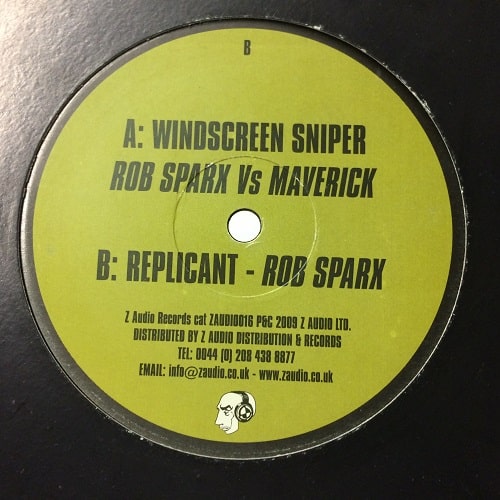 B
A: WINDSCREEN SNIPER
ROB SPARX Vs MAVERICK
B: REPLICANT - ROB SPARX
Z Audio Records cat ZAUDIO016 P&C 2009 Z AUDIO LTD.
DISTRIBUTED BY Z AUDIO DISTRIBUTION & RECORDS
TEL: 0044 (0) 208 438 8877
EMAIL: info@zaudio.co.uk - www.zaudio.co.uk